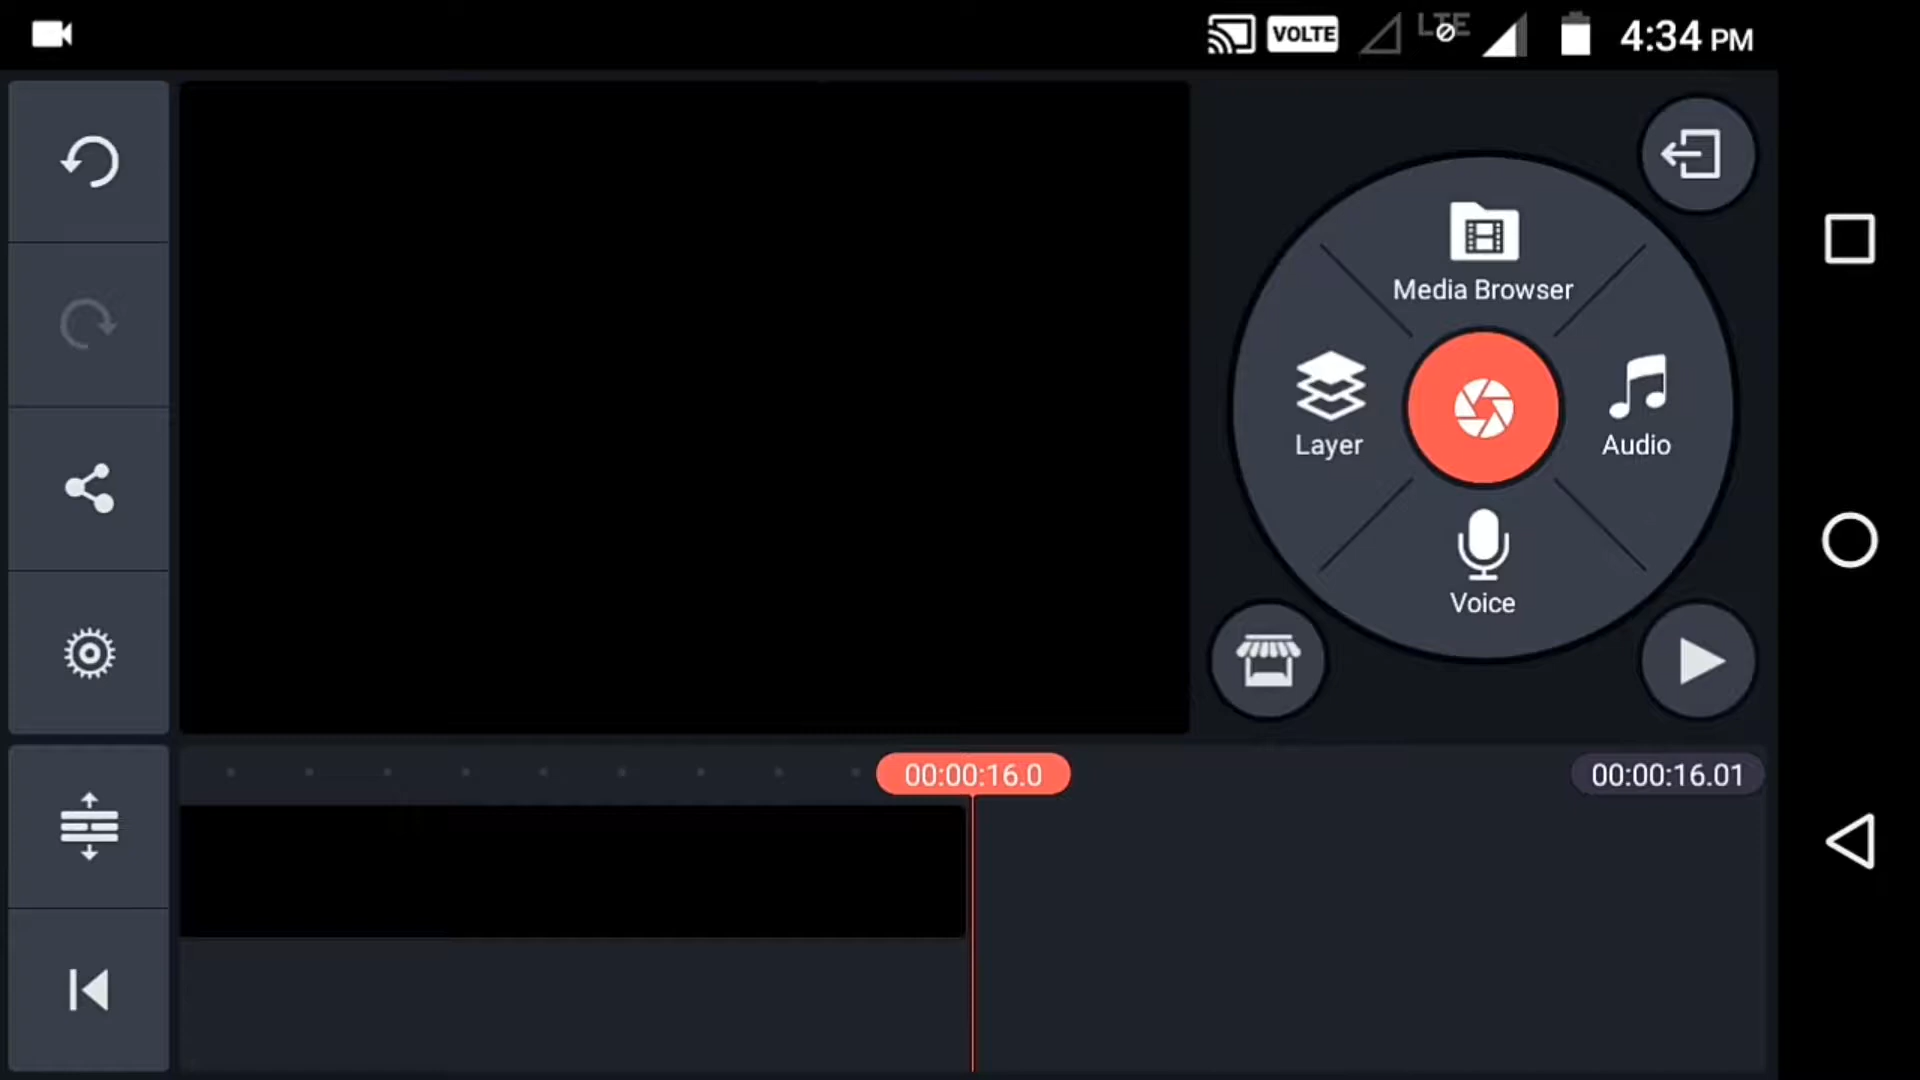 VOLTE
LTE
4:34 PM
Media Browser
Layer
Audio
Voice
00:00:16.0
00:00:16.01